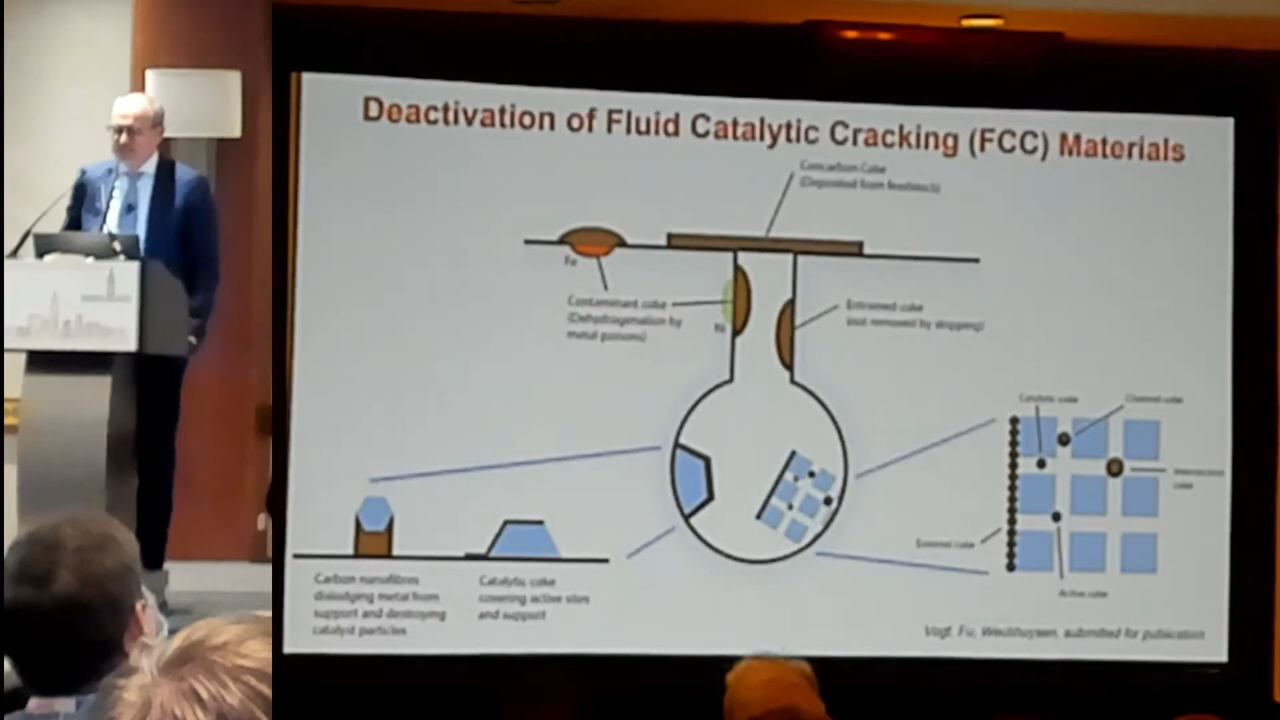 Deactivation of Fluid Catalytic Cracking (FCC) Materials
Conradson Coke
(Deposited from feedstock)
Fe
Contaminant coke
(Dehydrogenation by
metal poisons)
Ni
Entrained coke
(not removed by stripping)
Catalytic coke
Channel coke
Intersection
coke
External coke
Active coke
Carbon nanofibres
dislodging metal from
support and destroying
catalyst particles
Catalytic coke
covering active sites
and support
Vogt, Fu, Weckhuysen, submitted for publication